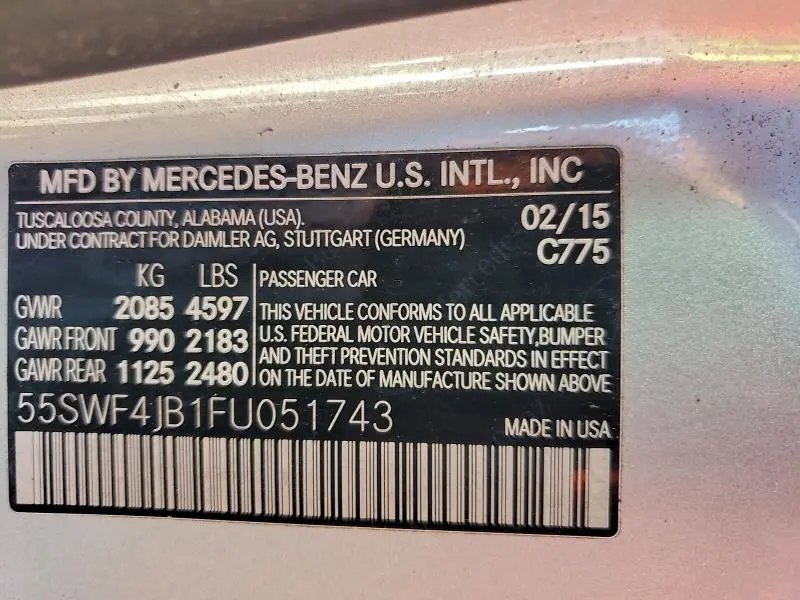 MFD BY MERCEDES-BENZ U.S. INTL., INC
TUSCALOOSA COUNTY, ALABAMA (USA).
UNDER CONTRACT FOR DAIMLER AG, STUTTGART (GERMANY)
02/15
C775
KG LBS
GVWR 2085 4597
GAWR FRONT 990 2183
GAWR REAR 1125 2480
PASSENGER CAR
THIS VEHICLE CONFORMS TO ALL APPLICABLE
U.S. FEDERAL MOTOR VEHICLE SAFETY,BUMPER
AND THEFT PREVENTION STANDARDS IN EFFECT
ON THE DATE OF MANUFACTURE SHOWN ABOVE
55SWF4JB1FU051743
MADE IN USA